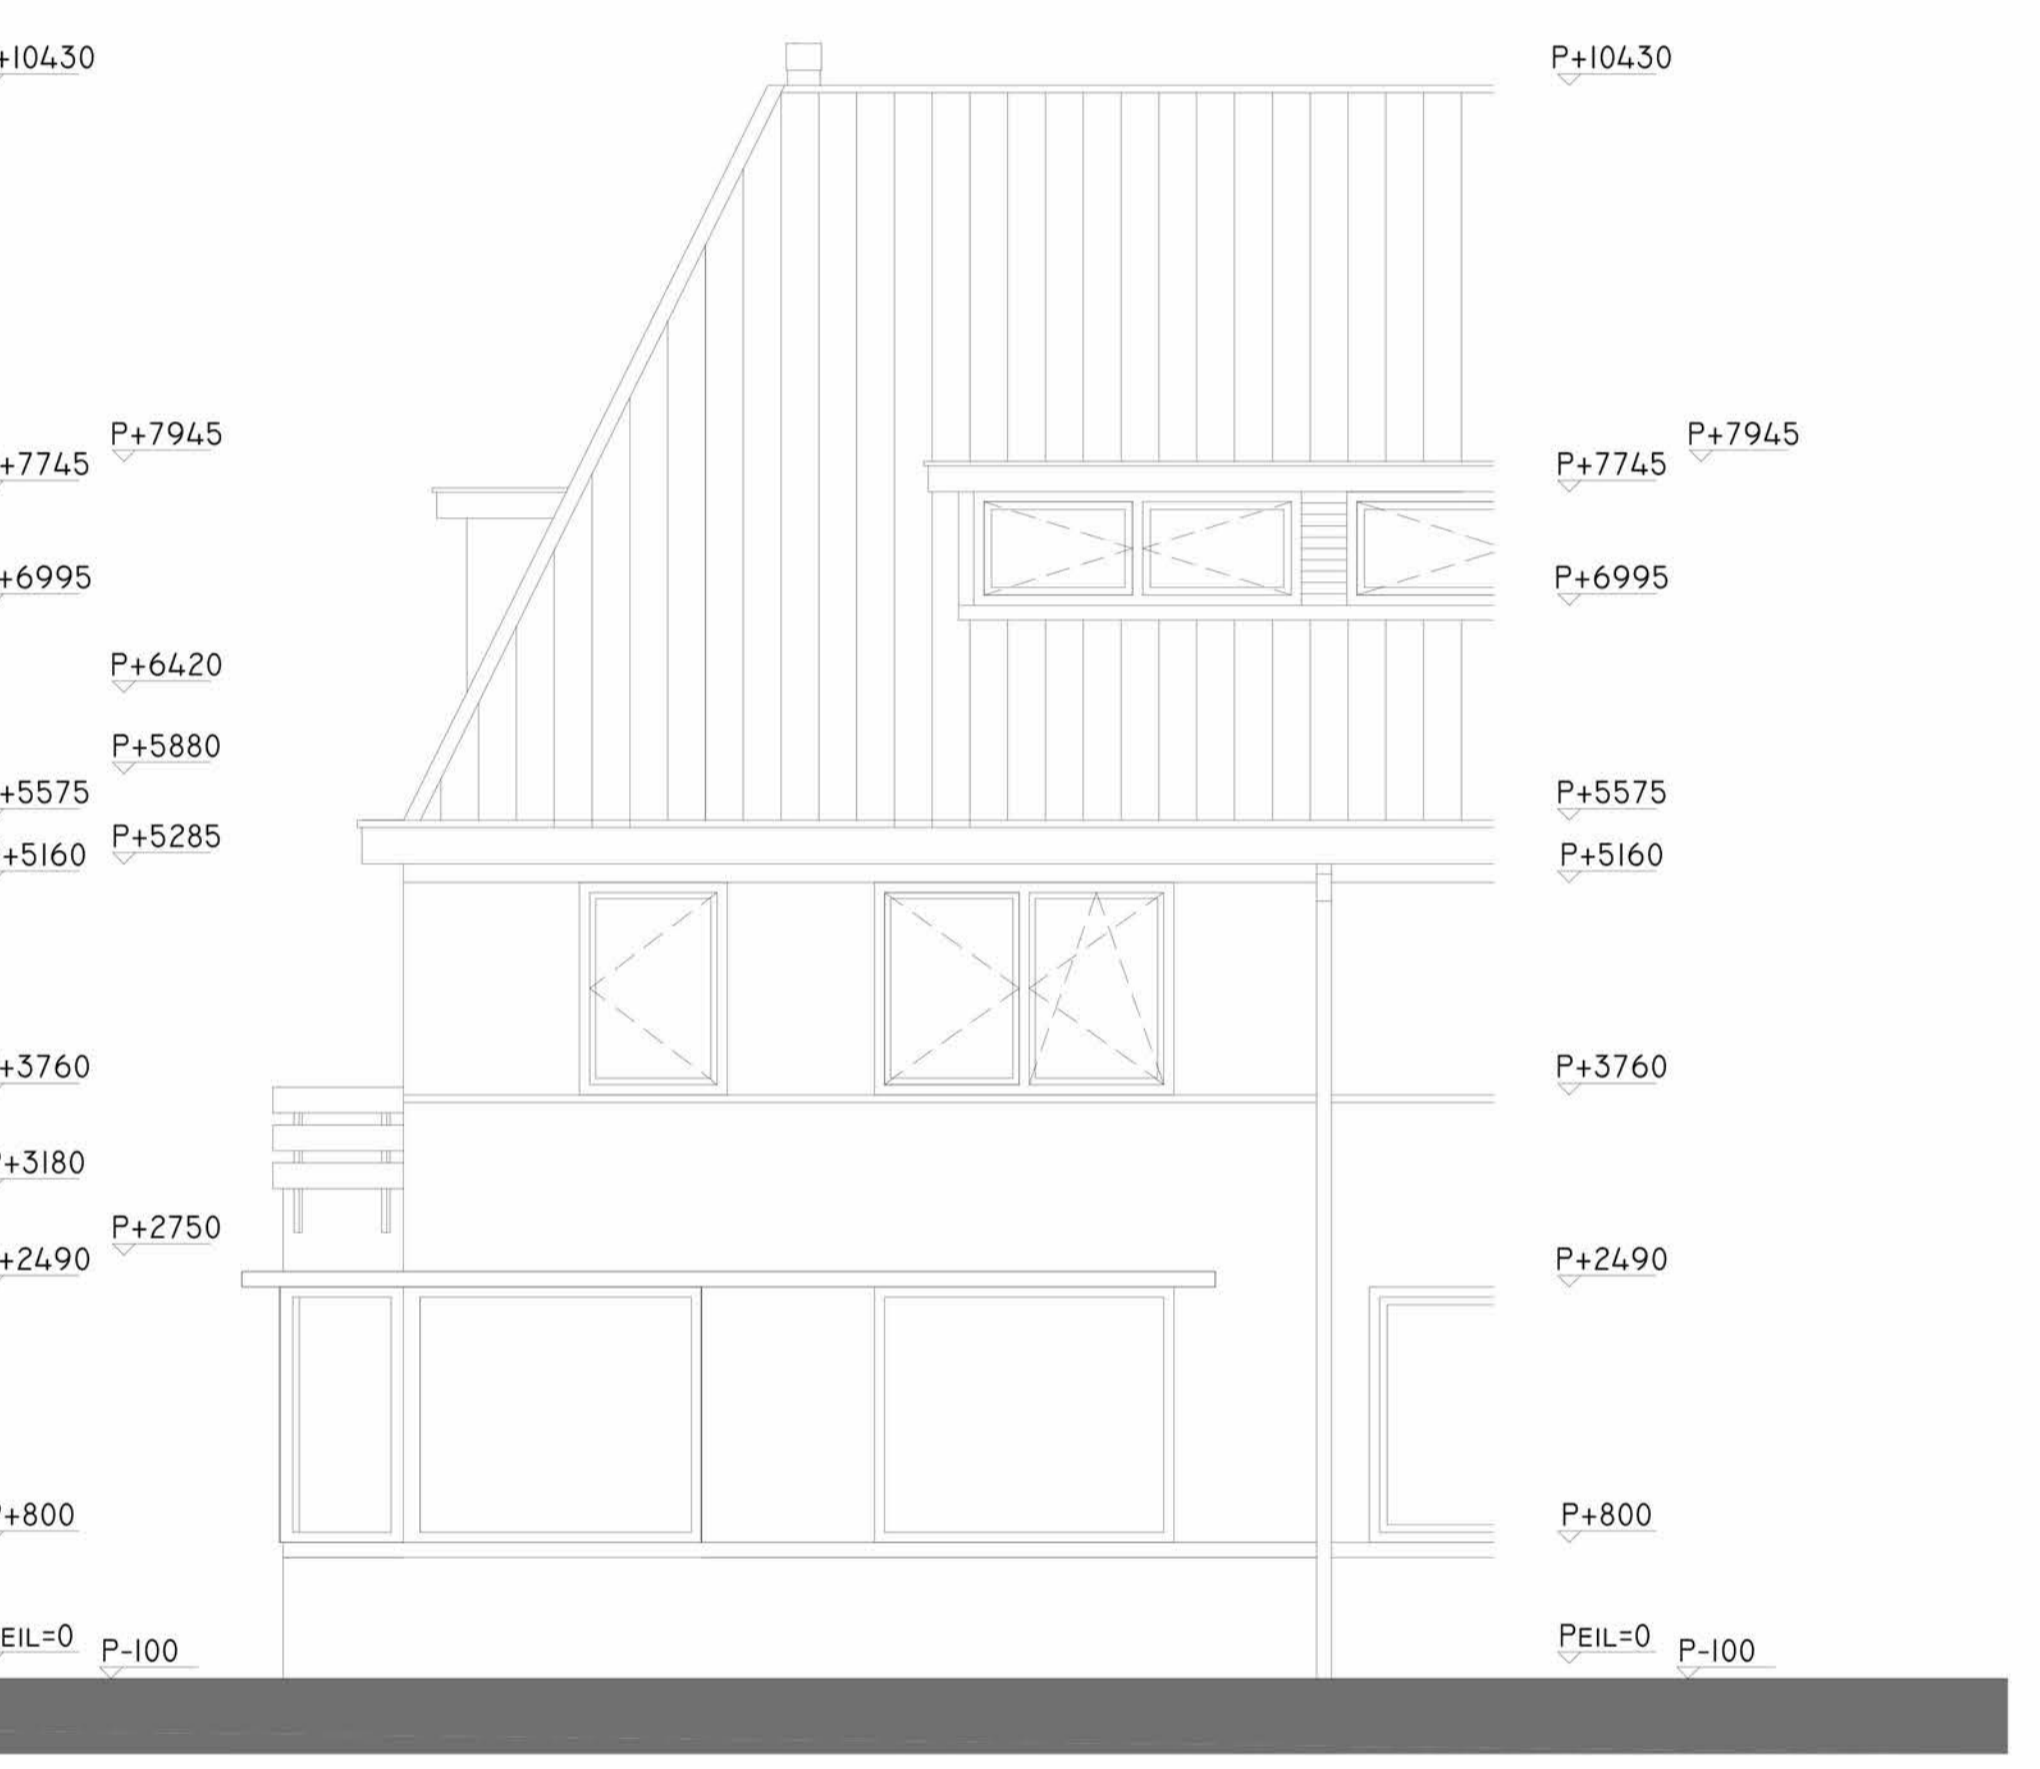 +10430
P+10430
P+7945
P+7945
+7745
P+7745
+6995
P+6995
P+6420
P+5880
+5575
P+5575
P+5285
+5160
P+5160
+3760
P+3760
+3180
P+2750
+2490
P+2490
+800
P+800
EIL=0
P-100
PEIL=0
P-100